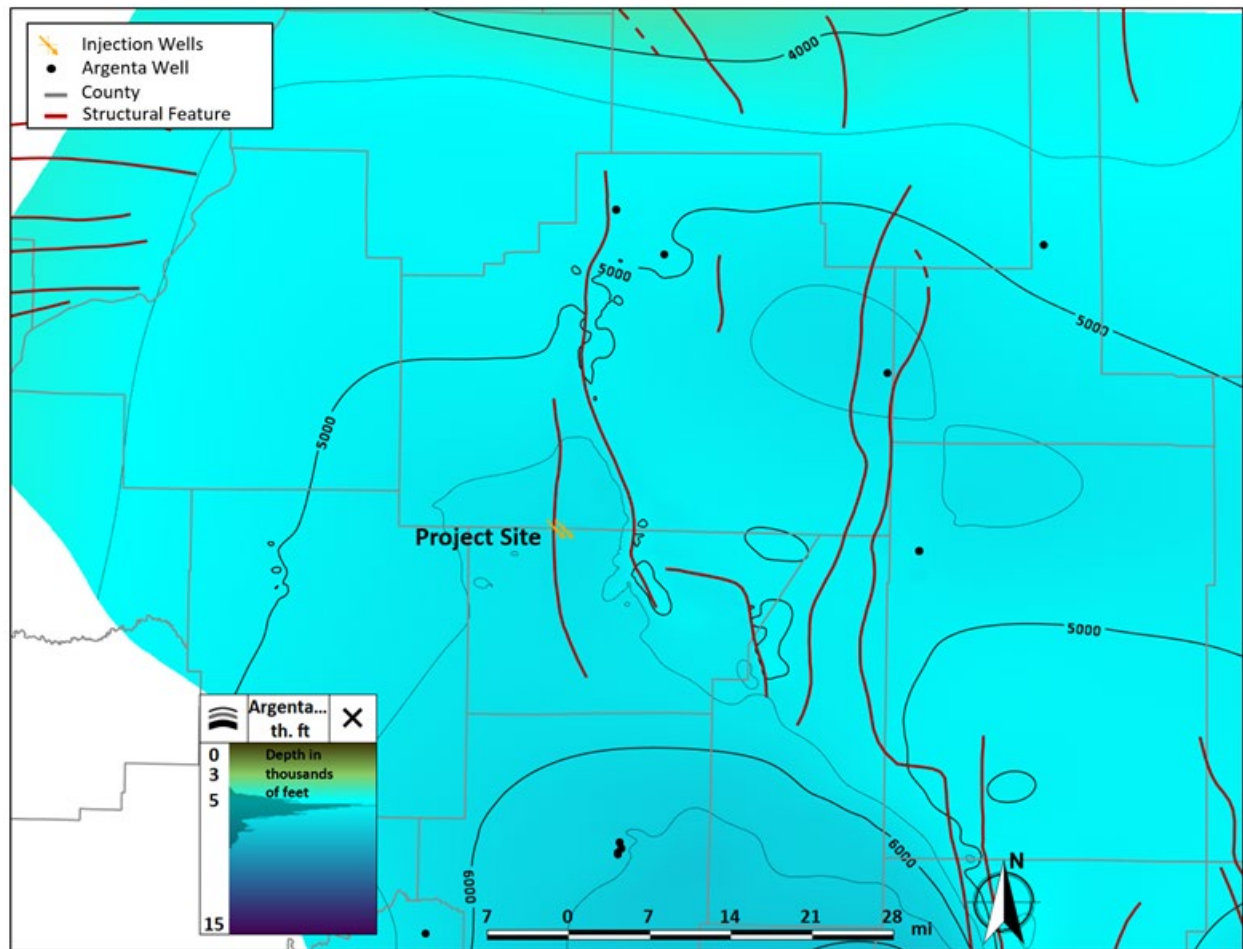 Injection Wells
Argenta Well
County
Structural Feature
4000
5000
5000
5000
Project Site
5000
6000
6000
Argenta...
th. ft
0
3
5
15
Depth in
thousands
of feet
N
7 0 7 14 21 28
mi